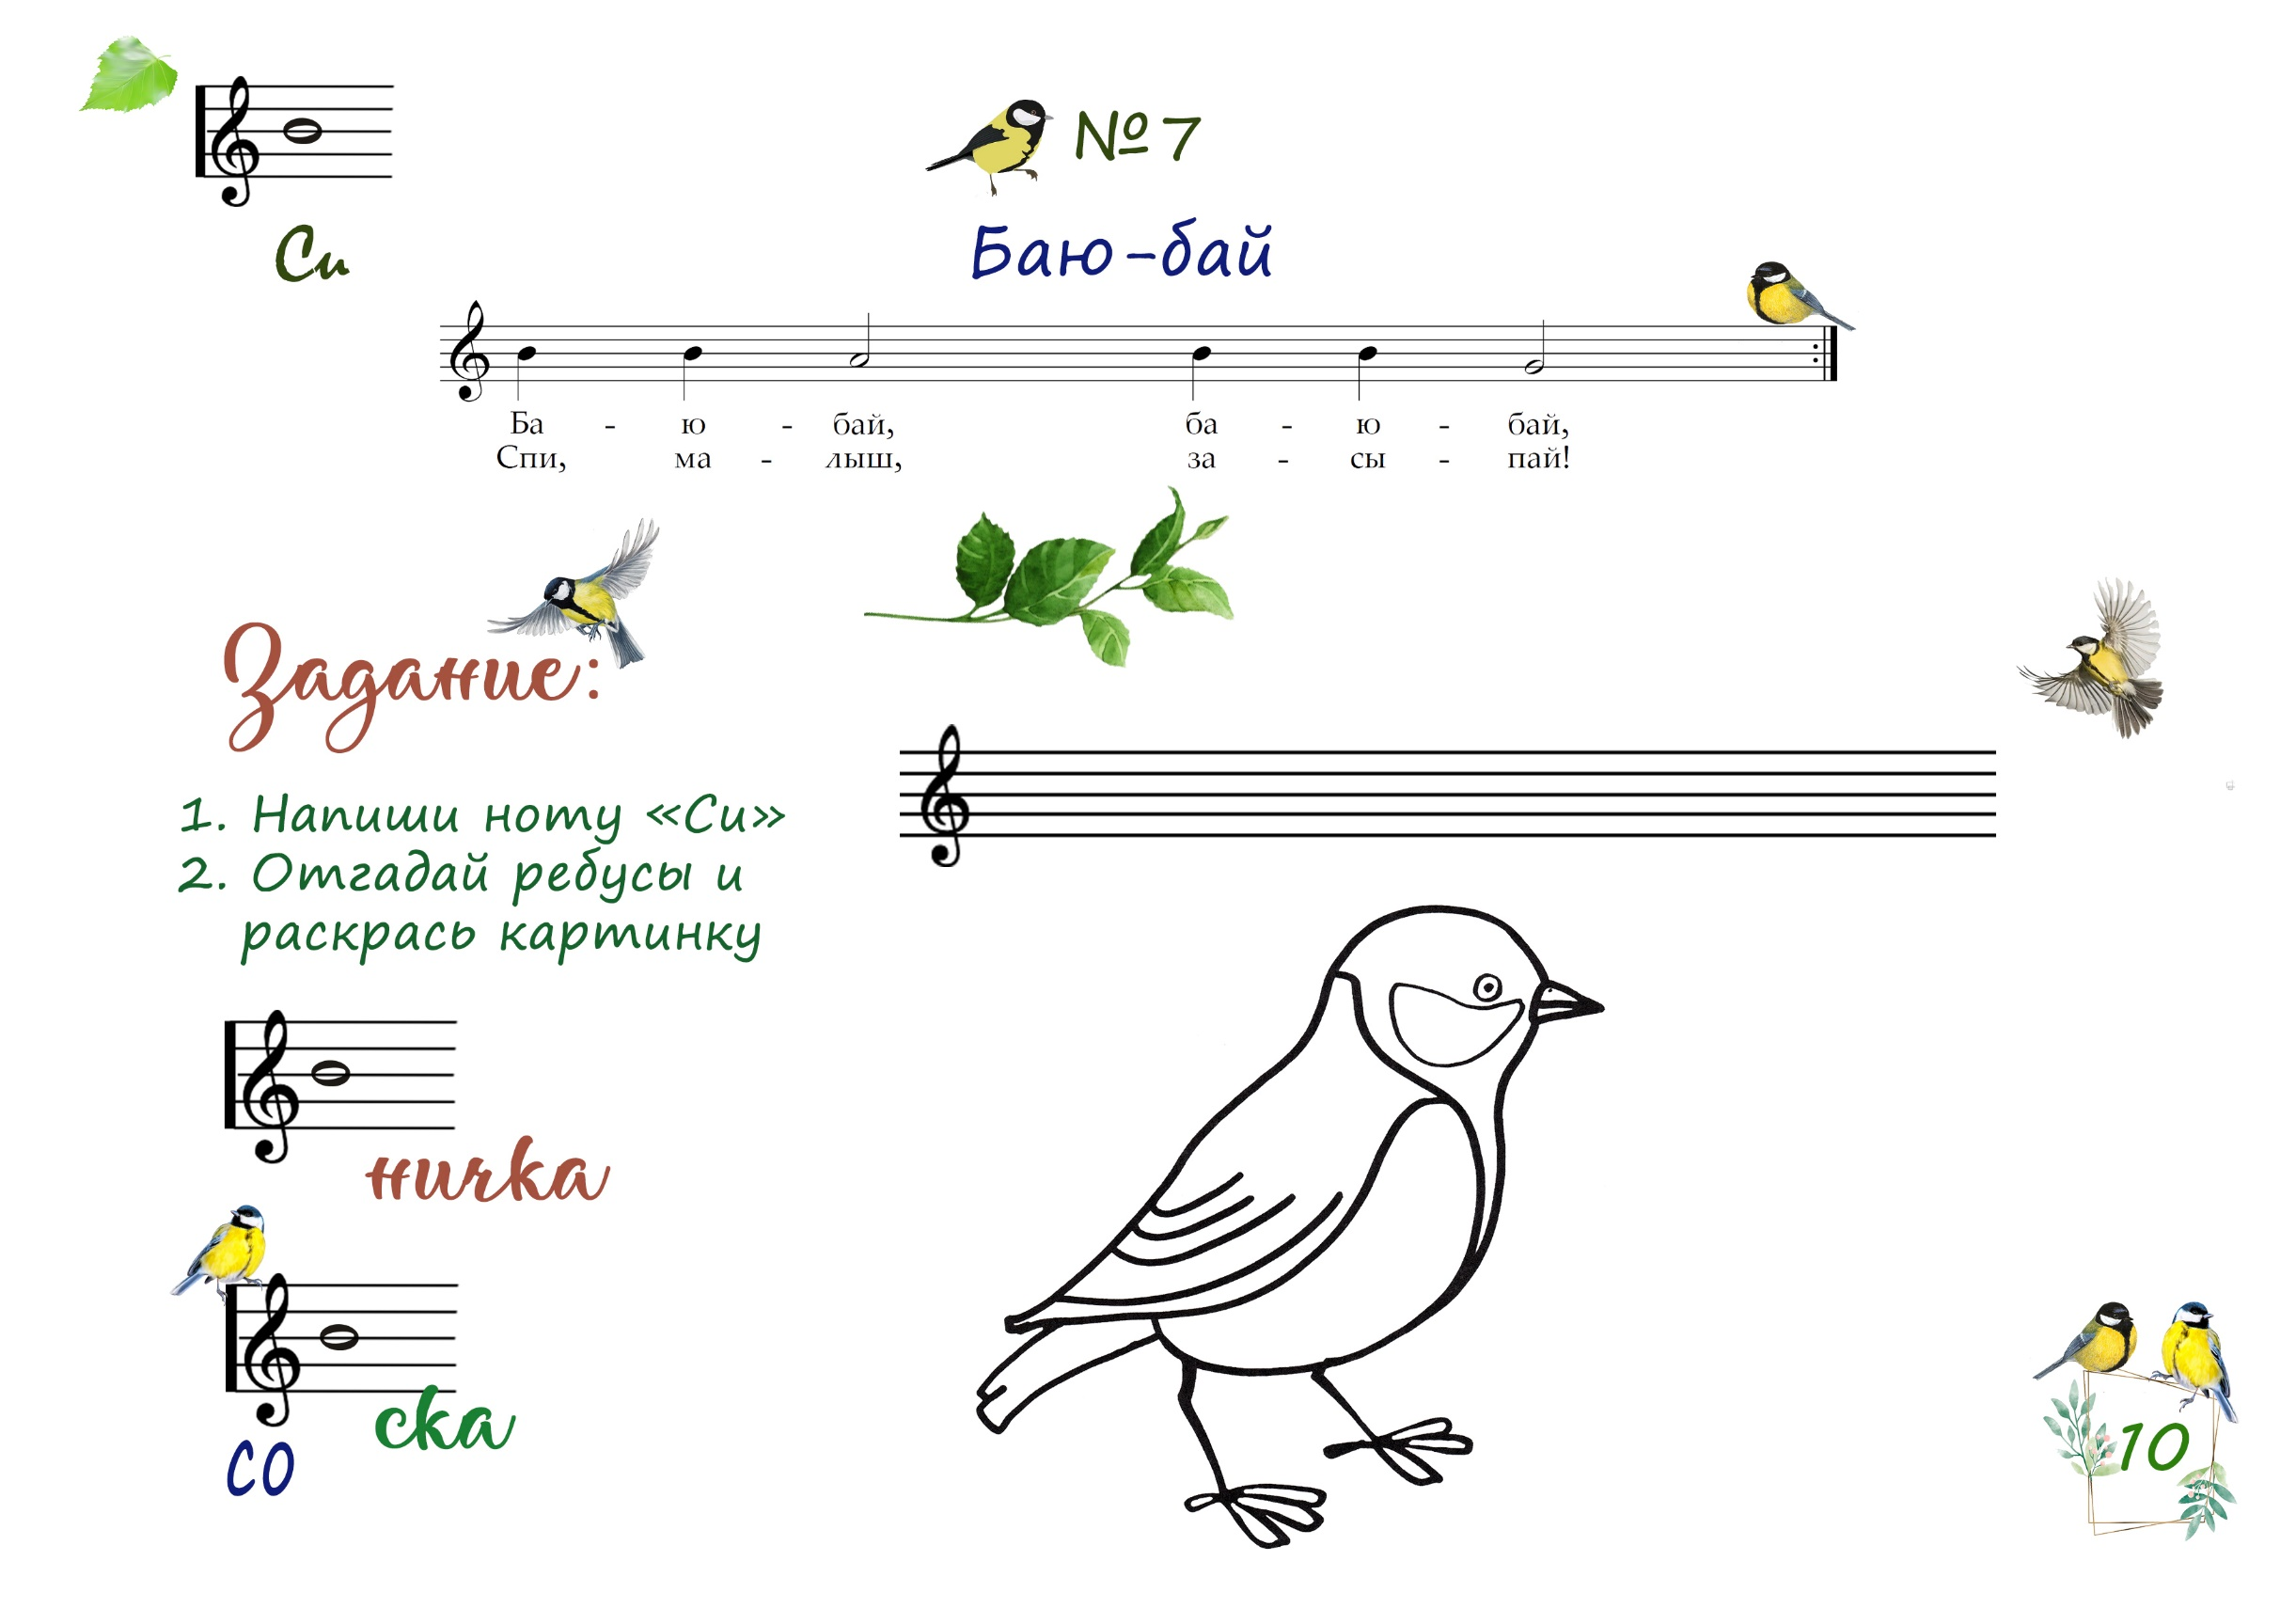 №7
Си
Баю-бай
Ба - ю - бай, ба - ю - бай,
Спи, ма - лыш, за - сы - пай!
Задание:
1. Напиши ноту «Си»
2. Отгадай ребусы и
раскрась картинку
ничка
ска
со
10